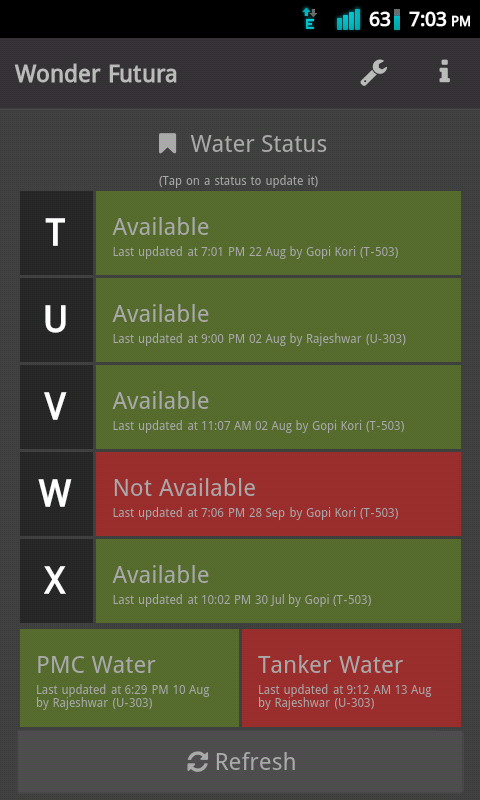 E 63 7:03 PM
Wonder Futura
Water Status
(Tap on a status to update it)
T
Available
Last updated at 7:01 PM 22 Aug by Gopi Kori (T-503)
U
Available
Last updated at 9:00 PM 02 Aug by Rajeshwar (U-303)
V
Available
Last updated at 11:07 AM 02 Aug by Gopi Kori (T-503)
W
Not Available
Last updated at 7:06 PM 28 Sep by Gopi Kori (T-503)
X
Available
Last updated at 10:02 PM 30 Jul by Gopi (T-503)
PMC Water
Last updated at 6:29 PM 10 Aug
by Rajeshwar (U-303)
Tanker Water
Last updated at 9:12 AM 13 Aug
by Rajeshwar (U-303)
Refresh